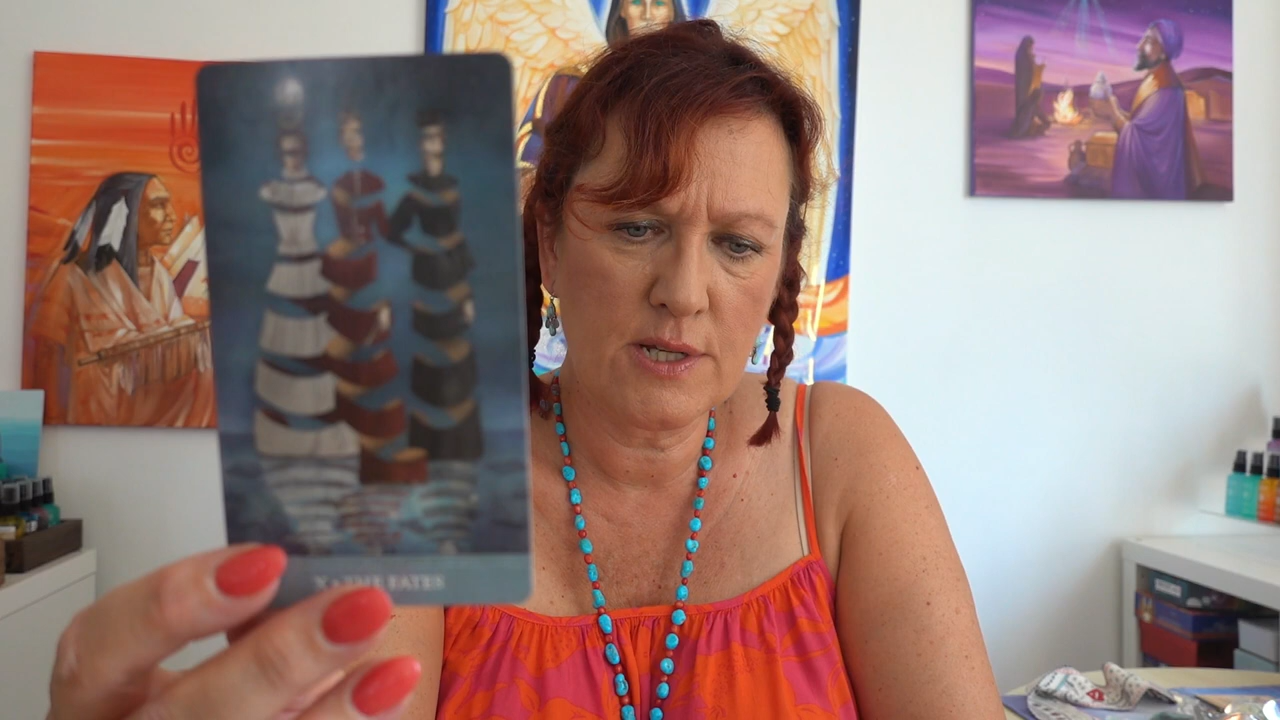 X • THE FATES